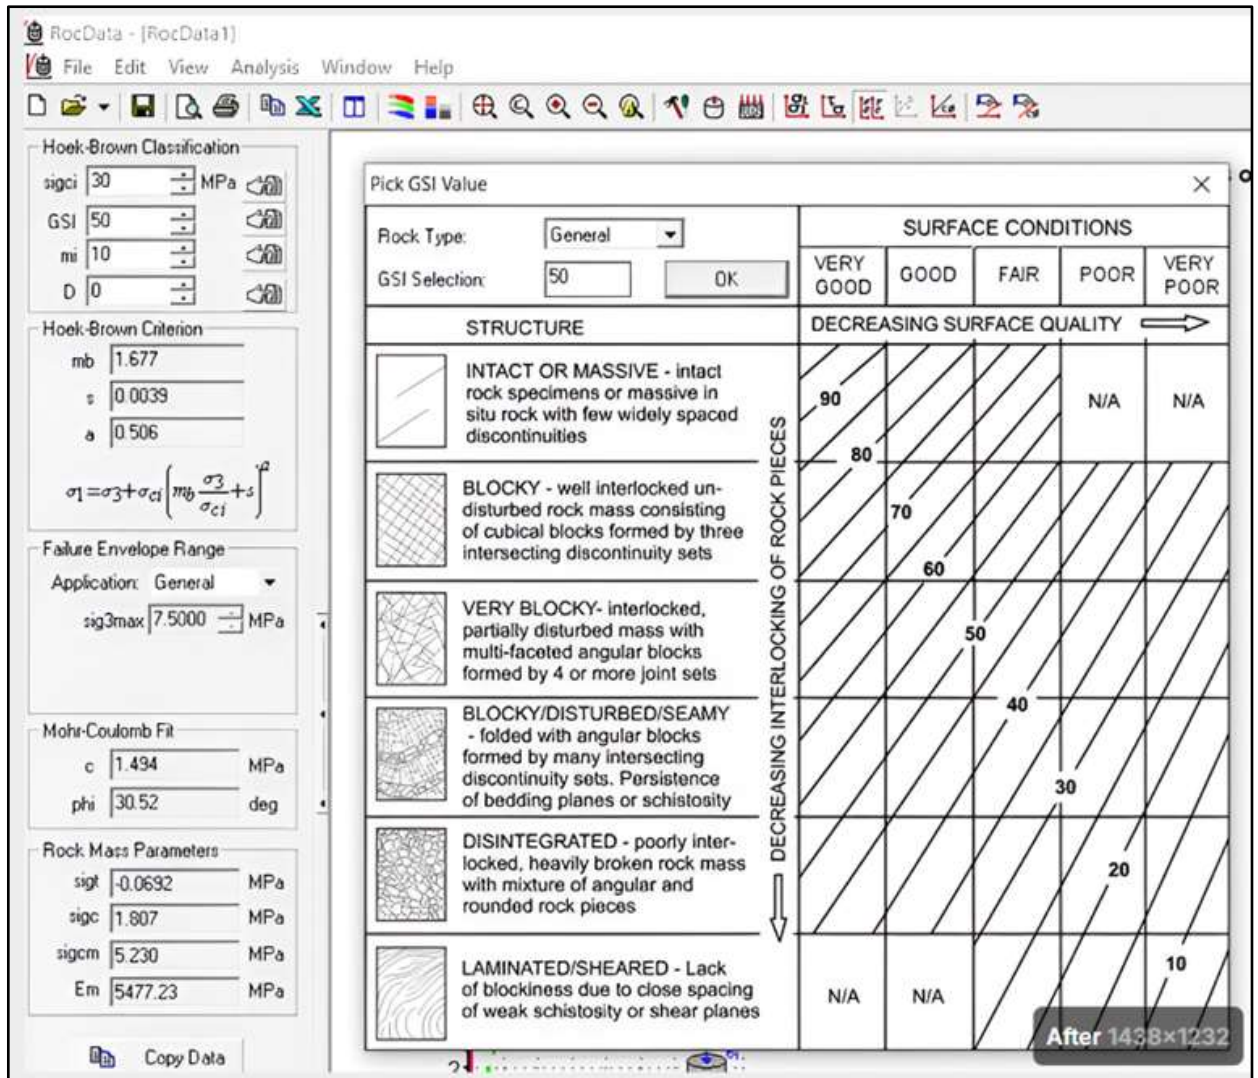 RocData - [RocData1]
File Edit View Analysis Window Help
Hoek-Brown Classification
sigci 30 MPa
GSI 50
mi 10
D 0
Hoek-Brown Criterion
mb 1.677
s 0.0039
a 0.506
σ1=σ3+σci(mb σ3/σci+s)^a
Failure Envelope Range
Application: General
sig3max 7.5000 MPa
Mohr-Coulomb Fit
c 1.494 MPa
phi 30.52 deg
Rock Mass Parameters
sigt -0.0692 MPa
sigc 1.807 MPa
sigcm 5.230 MPa
Em 5477.23 MPa
Copy Data
Pick GSI Value
Rock Type: General
GSI Selection: 50 OK
SURFACE CONDITIONS
VERY GOOD
GOOD
FAIR
POOR
VERY POOR
STRUCTURE
DECREASING SURFACE QUALITY
DECREASING INTERLOCKING OF ROCK PIECES
INTACT OR MASSIVE - intact
rock specimens or massive in
situ rock with few widely spaced
discontinuities
BLOCKY - well interlocked un-
disturbed rock mass consisting
of cubical blocks formed by three
intersecting discontinuity sets
VERY BLOCKY- interlocked,
partially disturbed mass with
multi-faceted angular blocks
formed by 4 or more joint sets
BLOCKY/DISTURBED/SEAMY
- folded with angular blocks
formed by many intersecting
discontinuity sets. Persistence
of bedding planes or schistosity
DISINTEGRATED - poorly inter-
locked, heavily broken rock mass
with mixture of angular and
rounded rock pieces
LAMINATED/SHEARED - Lack
of blockiness due to close spacing
of weak schistosity or shear planes
90
N/A N/A
80
70
60
50
40
30
20
10
N/A N/A
After 1438×1232